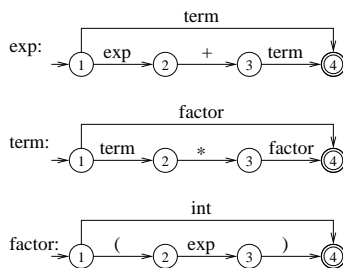 term
exp: 1 exp 2 + 3 term 4
factor
term: 1 term 2 * 3 factor 4
int
factor: 1 ( 2 exp 3 ) 4